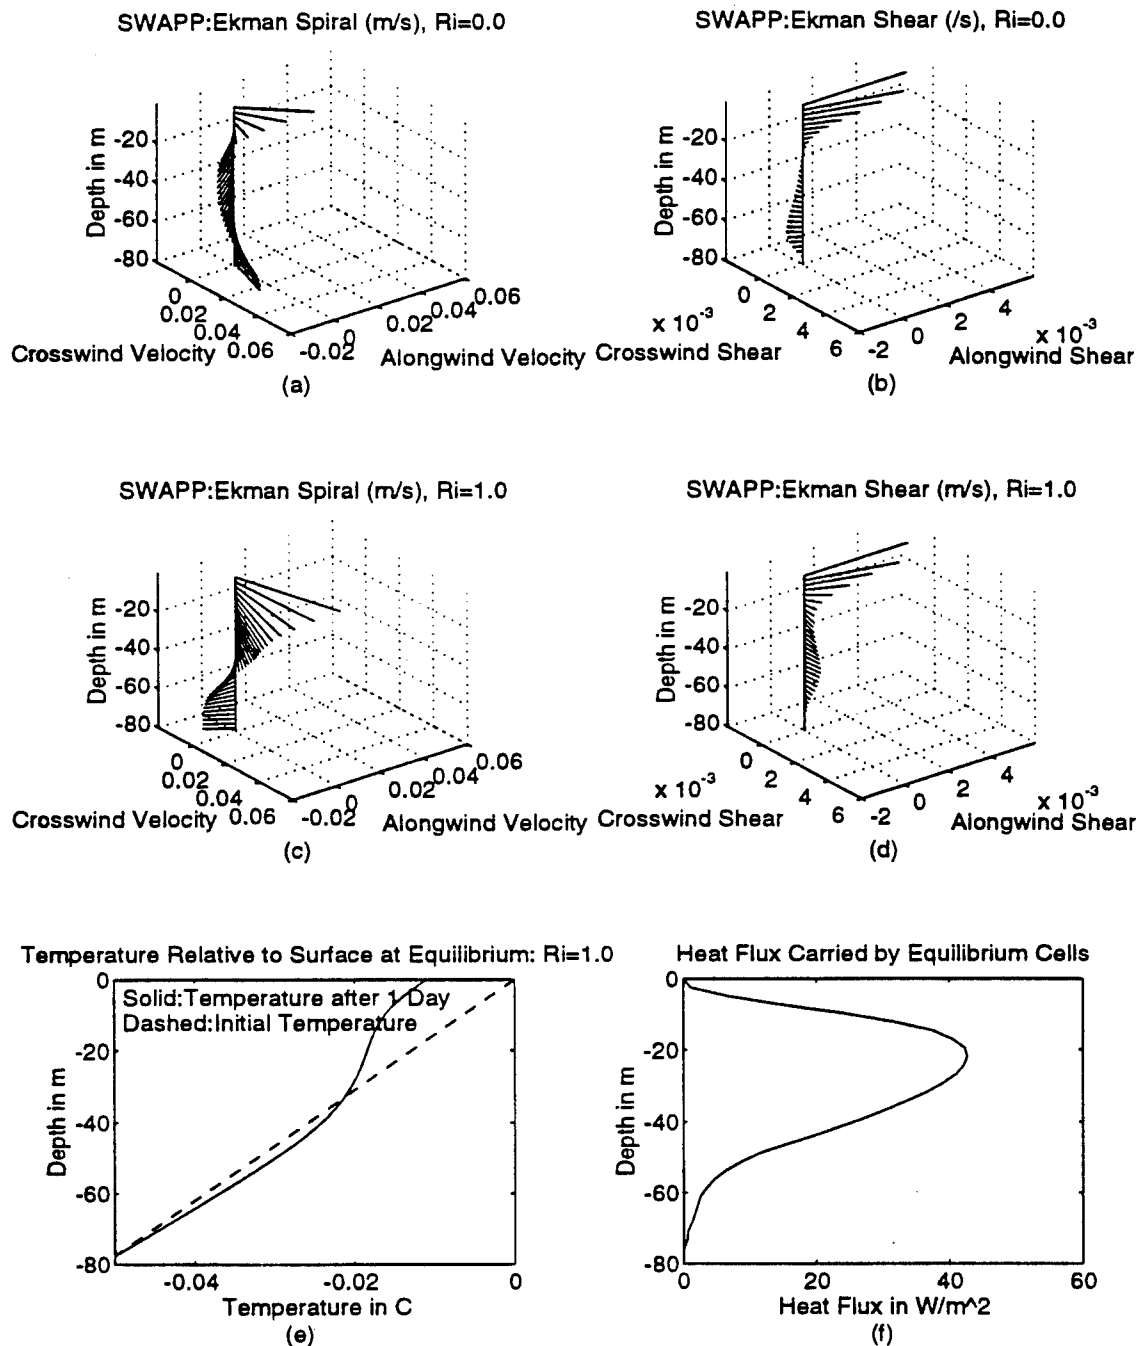 SWAPP:Ekman Spiral (m/s), Ri=0.0
-20
-40
-60
-80
Depth in m
0
0.02
0.04
0.06
Crosswind Velocity
-0.02
0
0.02
0.04
0.06
Alongwind Velocity
(a)
SWAPP:Ekman Shear (/s), Ri=0.0
-20
-40
-60
-80
Depth in m
0
2
4
6
x 10^-3
Crosswind Shear
-2
0
2
4
x 10^-3
Alongwind Shear
(b)
SWAPP:Ekman Spiral (m/s), Ri=1.0
-20
-40
-60
-80
Depth in m
0
0.02
0.04
0.06
Crosswind Velocity
-0.02
0
0.02
0.04
0.06
Alongwind Velocity
(c)
SWAPP:Ekman Shear (m/s), Ri=1.0
-20
-40
-60
-80
Depth in m
0
2
4
6
x 10^-3
Crosswind Shear
-2
0
2
4
x 10^-3
Alongwind Shear
(d)
Temperature Relative to Surface at Equilibrium: Ri=1.0
Solid:Temperature after 1 Day
Dashed:Initial Temperature
0
-20
-40
-60
-80
Depth in m
-0.04
-0.02
0
Temperature in C
(e)
Heat Flux Carried by Equilibrium Cells
0
-20
-40
-60
-80
Depth in m
0
20
40
60
Heat Flux in W/m^2
(f)